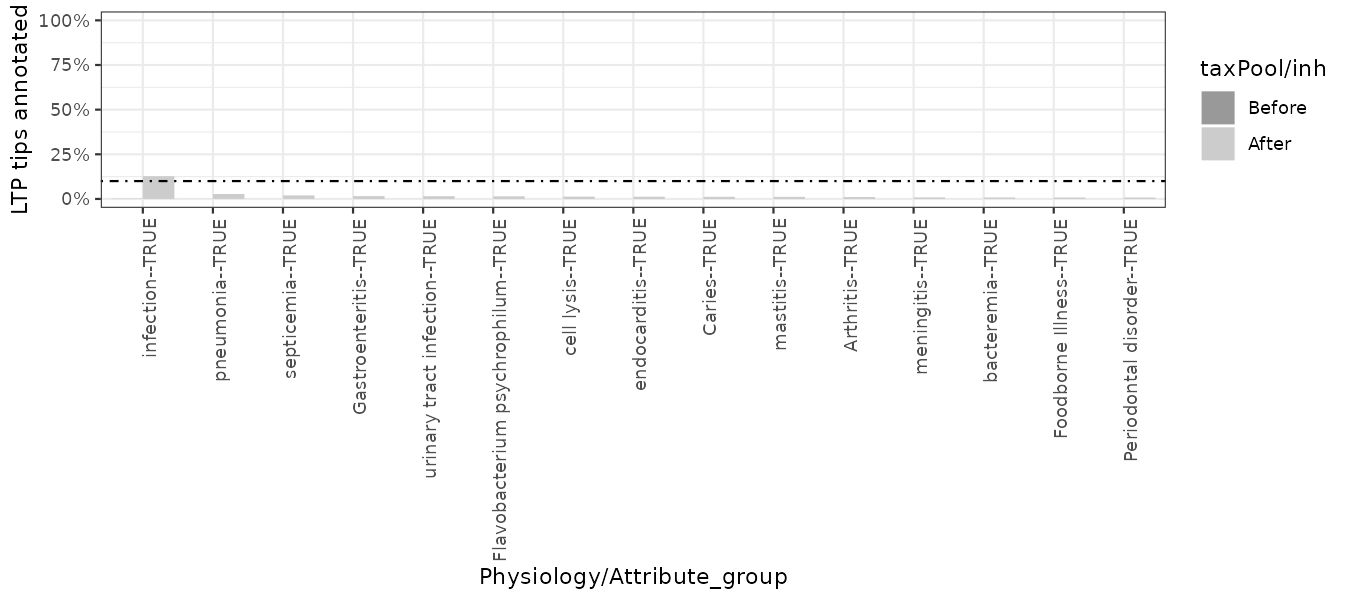 LTP tips annotated
100%
75%
50%
25%
0%
infection--TRUE
pneumonia--TRUE
septicemia--TRUE
Gastroenteritis--TRUE
urinary tract infection--TRUE
Flavobacterium psychrophilum--TRUE
cell lysis--TRUE
endocarditis--TRUE
Caries--TRUE
mastitis--TRUE
Arthritis--TRUE
meningitis--TRUE
bacteremia--TRUE
Foodborne Illness--TRUE
Periodontal disorder--TRUE
Physiology/Attribute_group
taxPool/inh
Before
After